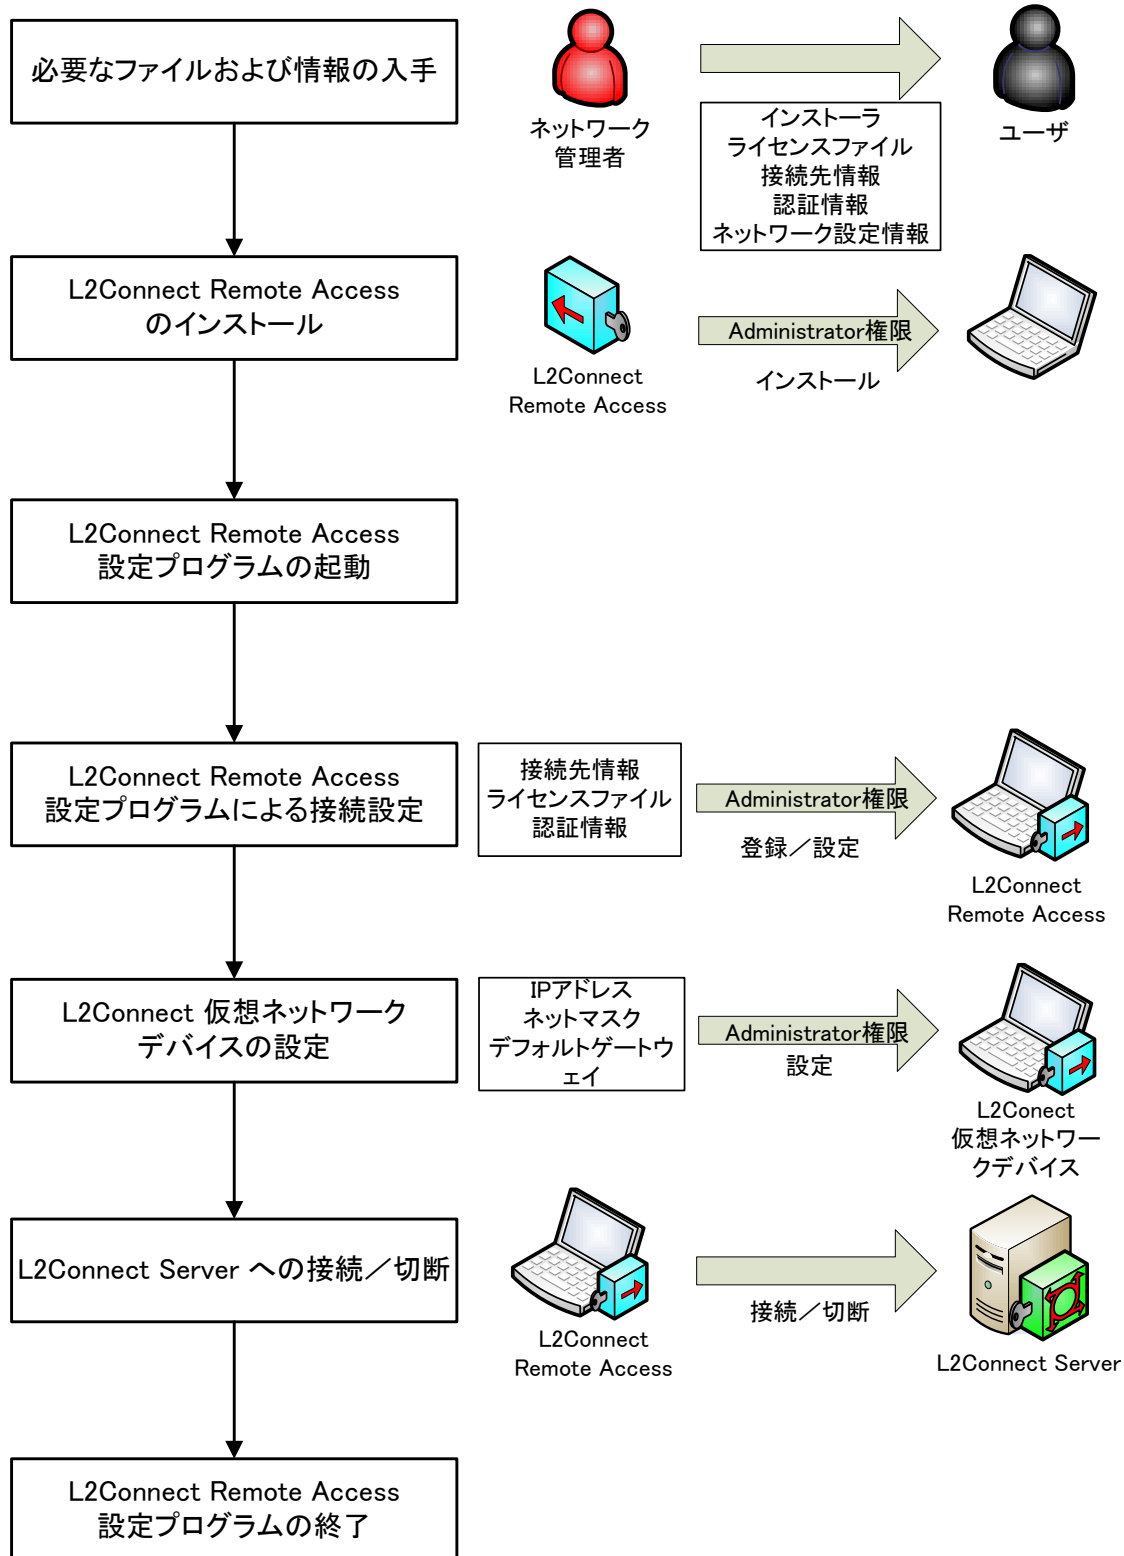 必要なファイルおよび情報の入手
ネットワーク
管理者
インストーラ
ライセンスファイル
接続先情報
認証情報
ネットワーク設定情報
ユーザ
L2Connect Remote Access
のインストール
L2Connect
Remote Access
Administrator権限
インストール
L2Connect Remote Access
設定プログラムの起動
L2Connect Remote Access
設定プログラムによる接続設定
接続先情報
ライセンスファイル
認証情報
Administrator権限
登録／設定
L2Connect
Remote Access
L2Connect 仮想ネットワーク
デバイスの設定
IPアドレス
ネットマスク
デフォルトゲートウ
ェイ
Administrator権限
設定
L2Conect
仮想ネットワー
クデバイス
L2Connect Server への接続／切断
L2Connect
Remote Access
接続／切断
L2Connect Server
L2Connect Remote Access
設定プログラムの終了